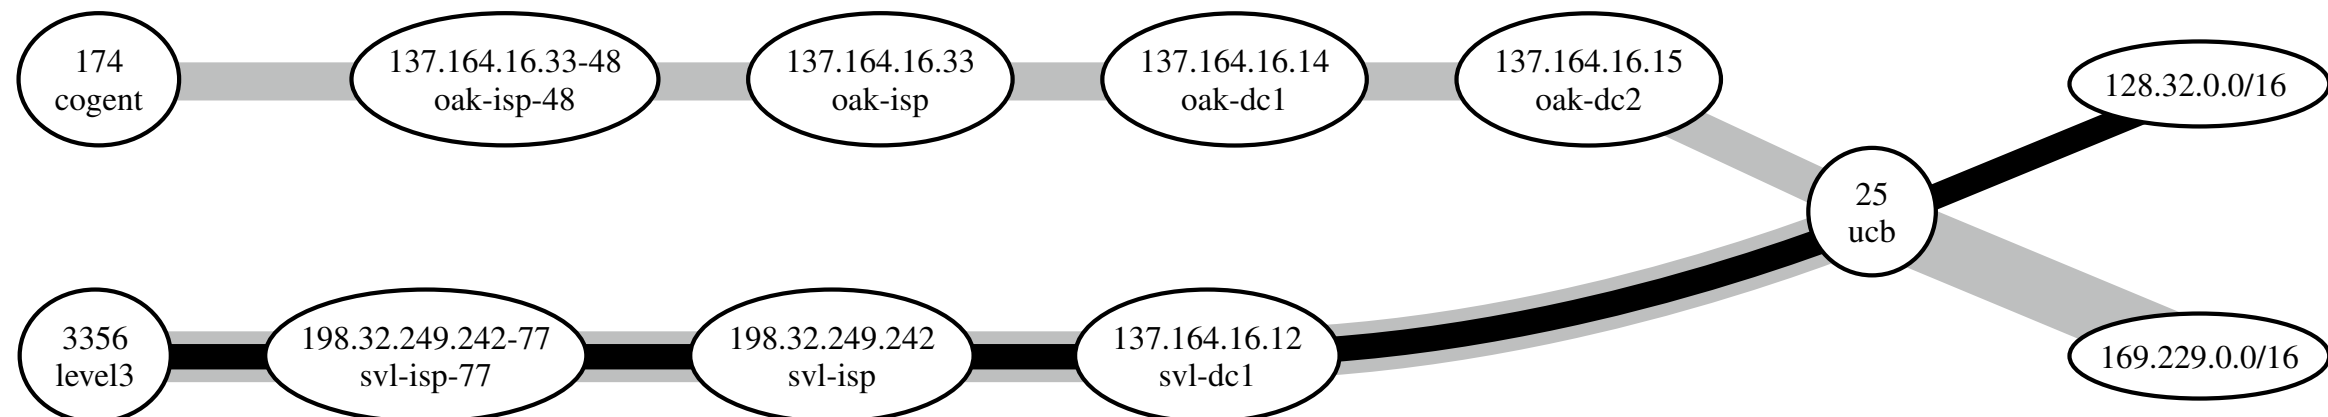 174
cogent
137.164.16.33-48
oak-isp-48
137.164.16.33
oak-isp
137.164.16.14
oak-dc1
137.164.16.15
oak-dc2
128.32.0.0/16
25
ucb
3356
level3
198.32.249.242-77
svl-isp-77
198.32.249.242
svl-isp
137.164.16.12
svl-dc1
169.229.0.0/16